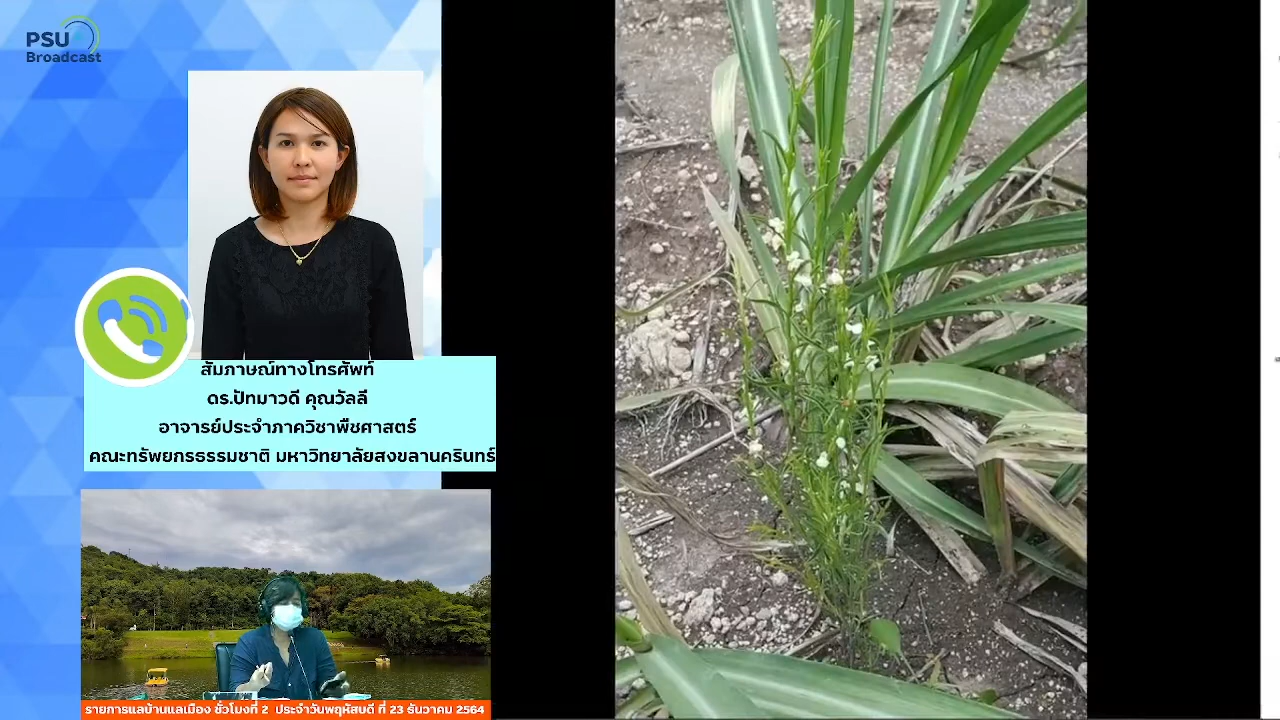 PSU
Broadcast
สัมภาษณ์ทางโทรศัพท์
ดร.ปัทมาวดี คุณวัลลี
อาจารย์ประจำภาควิชาพืชศาสตร์
คณะทรัพยกรธรรมชาติ มหาวิทยาลัยสงขลานครินทร์
รายการแลบ้านแลเมือง ชั่วโมงที่ 2 ประจำวันพฤหัสบดี ที่ 23 ธันวาคม 2564